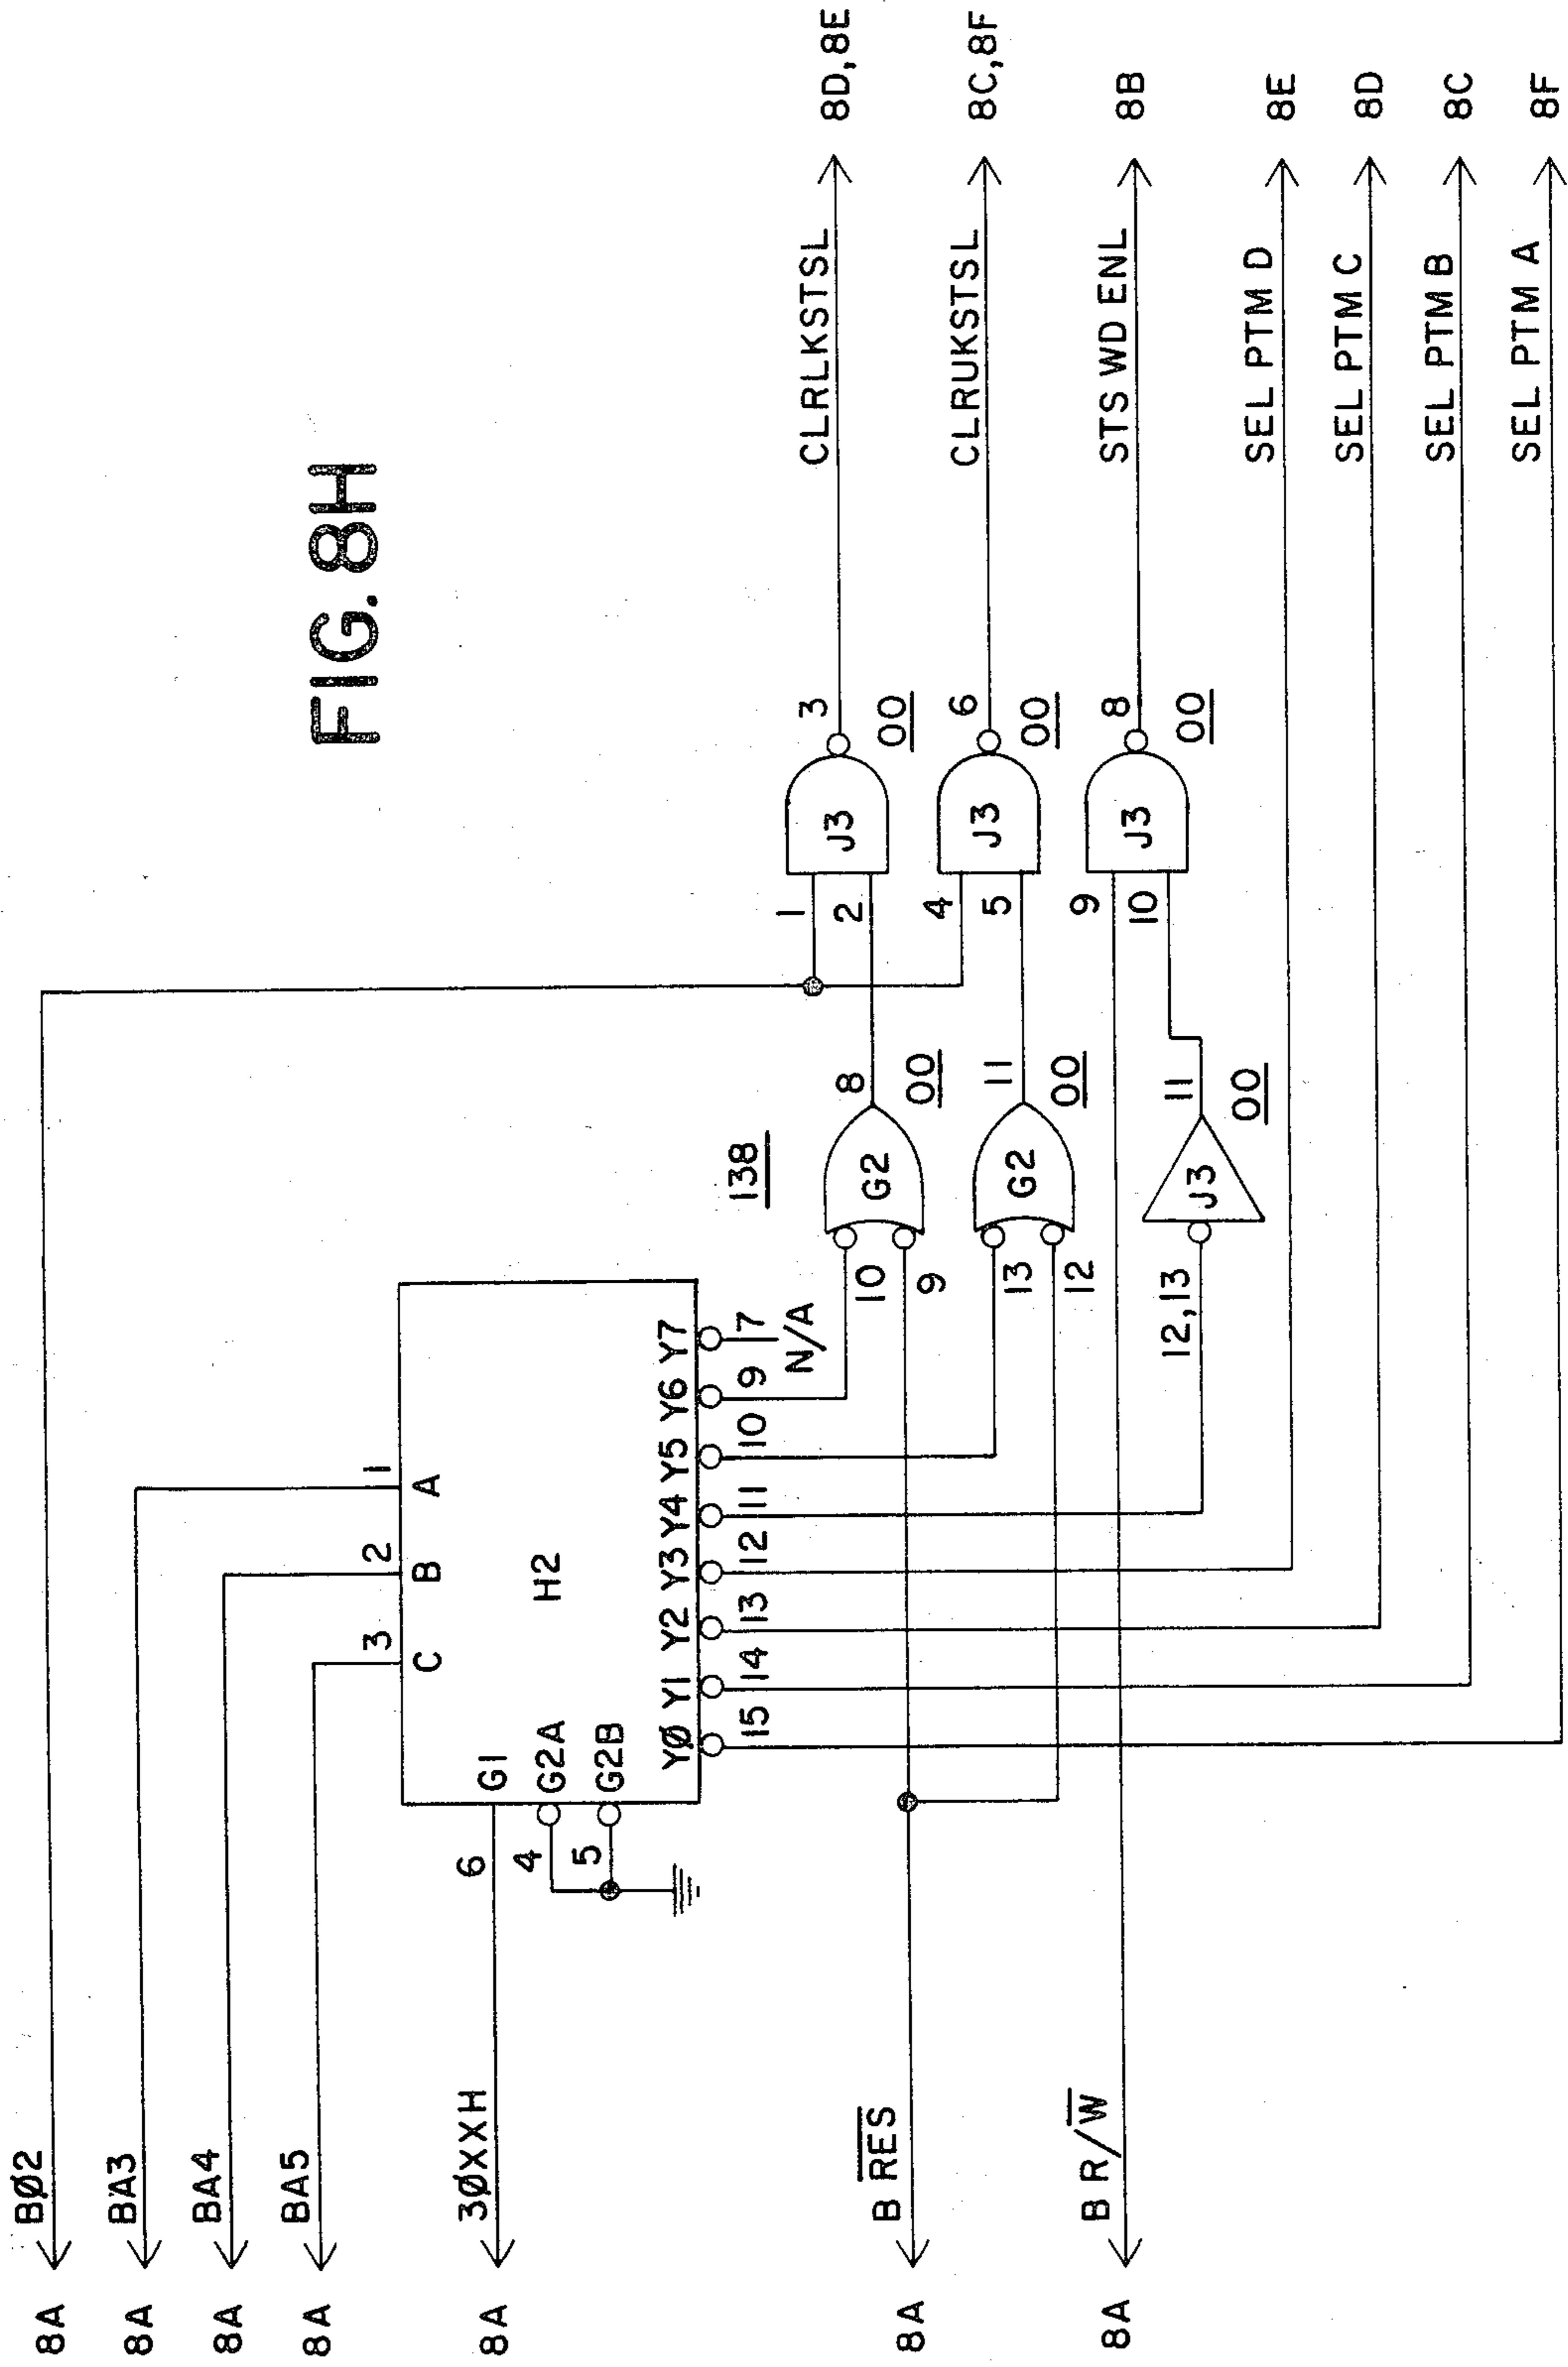 FIG. 8H
8A BØ2
8A BA3
8A BA4
8A BA5
8A 3ØXXH
8A B RES
8A B R/W
1 A
2 B
3 C
H2
6 G1
4 G2A
5 G2B
YØ 15
Y1 14
Y2 13
Y3 12
Y4 11
Y5 10
Y6 9
Y7 7
N/A
138
10
9
G2
8
00
13
12
G2
11
00
12,13
J3
11
00
1
2
J3
3
00
4
5
J3
6
00
9
10
J3
8
00
CLRLKSTSL 8D,8E
CLRUKSTSL 8C,8F
STS WD ENL 8B
SEL PTM D 8E
SEL PTM C 8D
SEL PTM B 8C
SEL PTM A 8F